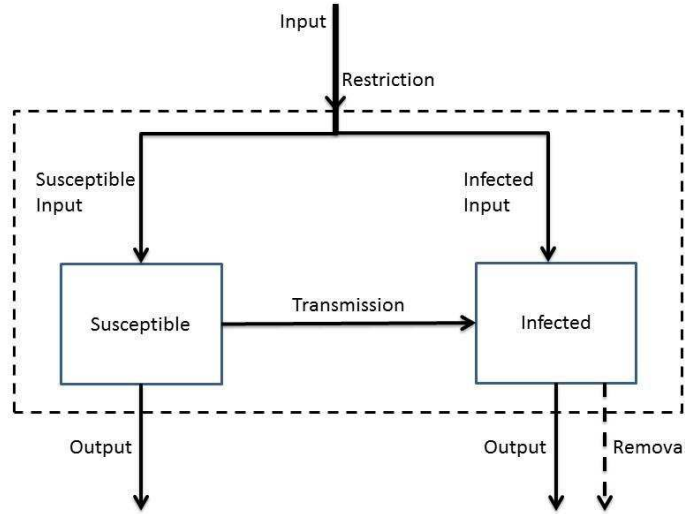 Input
Restriction
Susceptible
Input
Infected
Input
Transmission
Susceptible
Infected
Output
Output
Remova